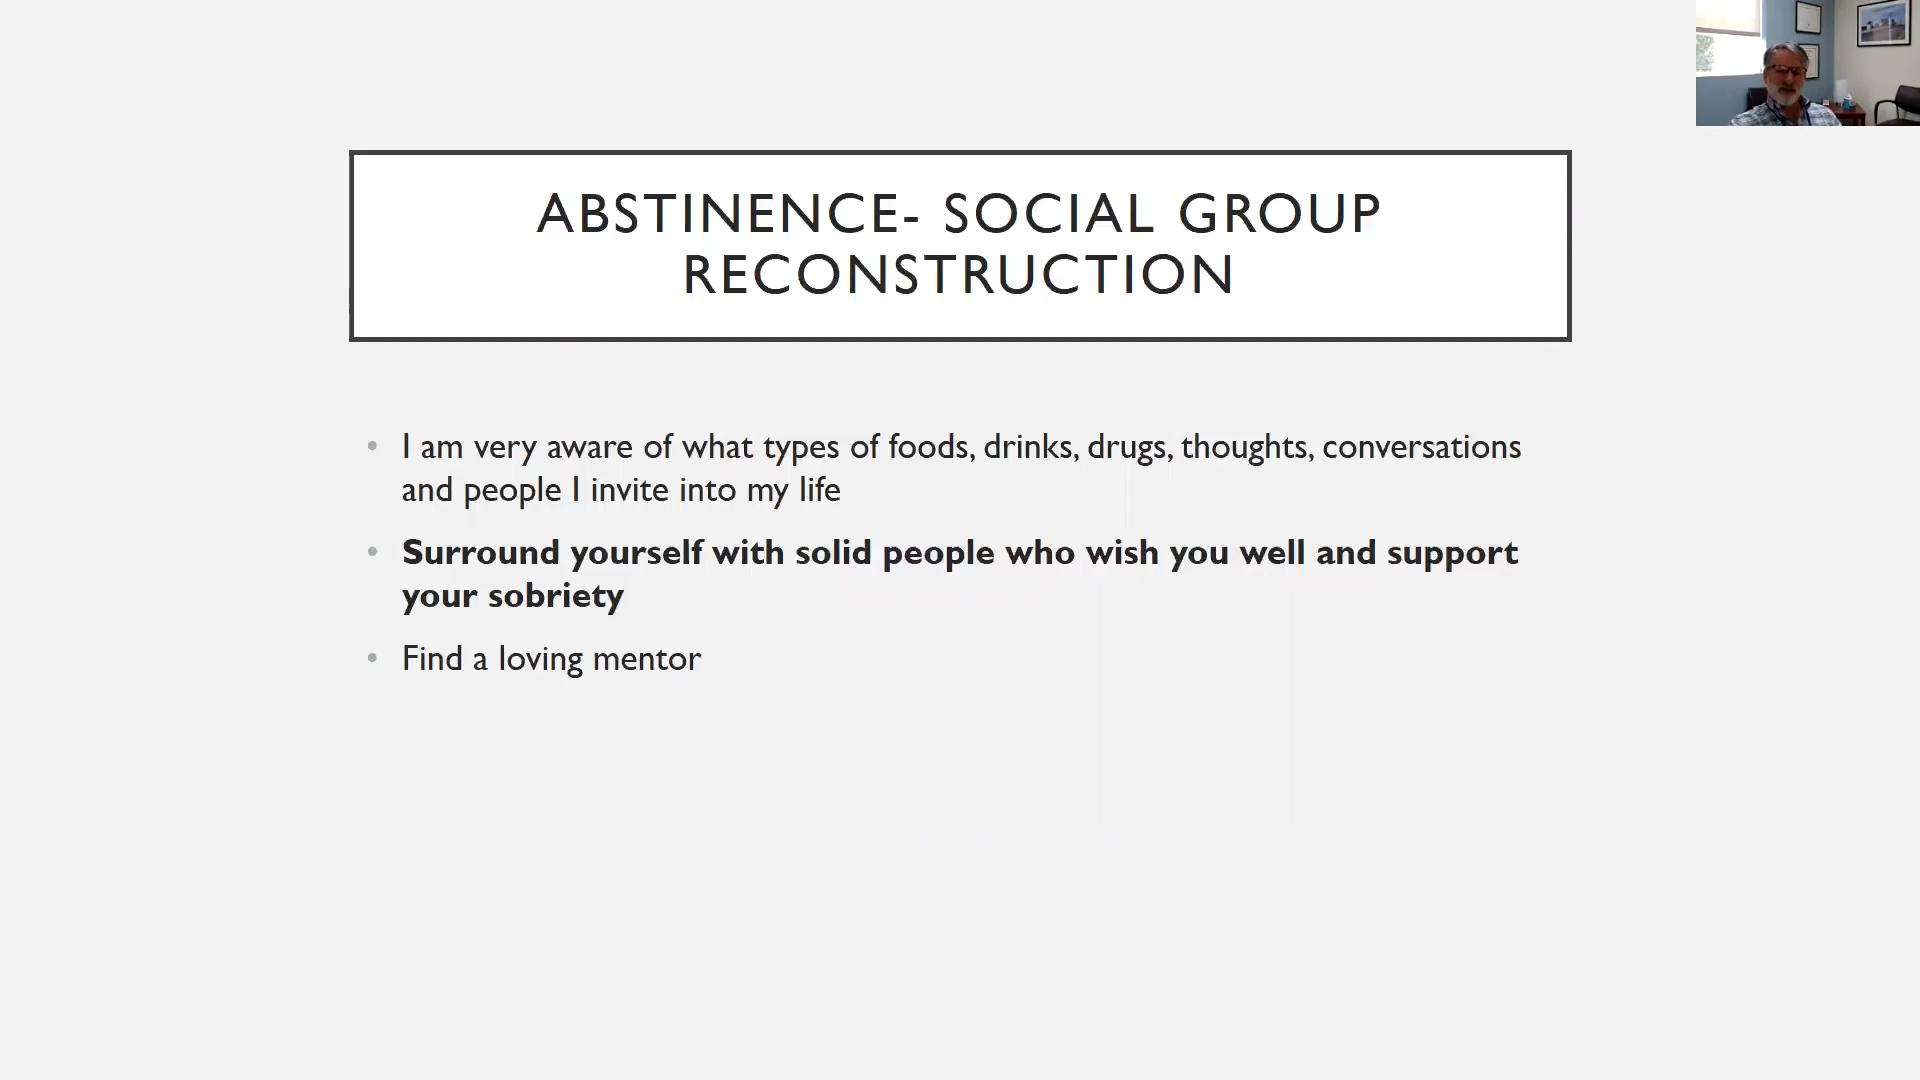 ABSTINENCE- SOCIAL GROUP
RECONSTRUCTION
• I am very aware of what types of foods, drinks, drugs, thoughts, conversations
and people I invite into my life
• Surround yourself with solid people who wish you well and support
your sobriety
• Find a loving mentor